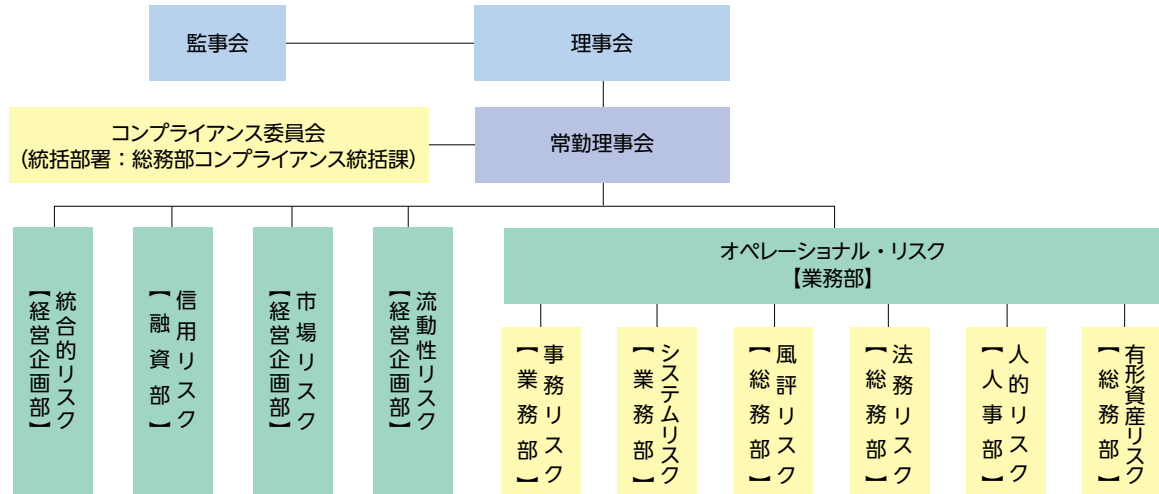 監事会
理事会
コンプライアンス委員会
（統括部署：総務部コンプライアンス統括課）
常勤理事会
統合的リスク
【経営企画部】
信用リスク
【融資部】
市場リスク
【経営企画部】
流動性リスク
【経営企画部】
オペレーショナル・リスク
【業務部】
事務リスク
【業務部】
システムリスク
【業務部】
風評リスク
【総務部】
法務リスク
【総務部】
人的リスク
【人事部】
有形資産リスク
【総務部】